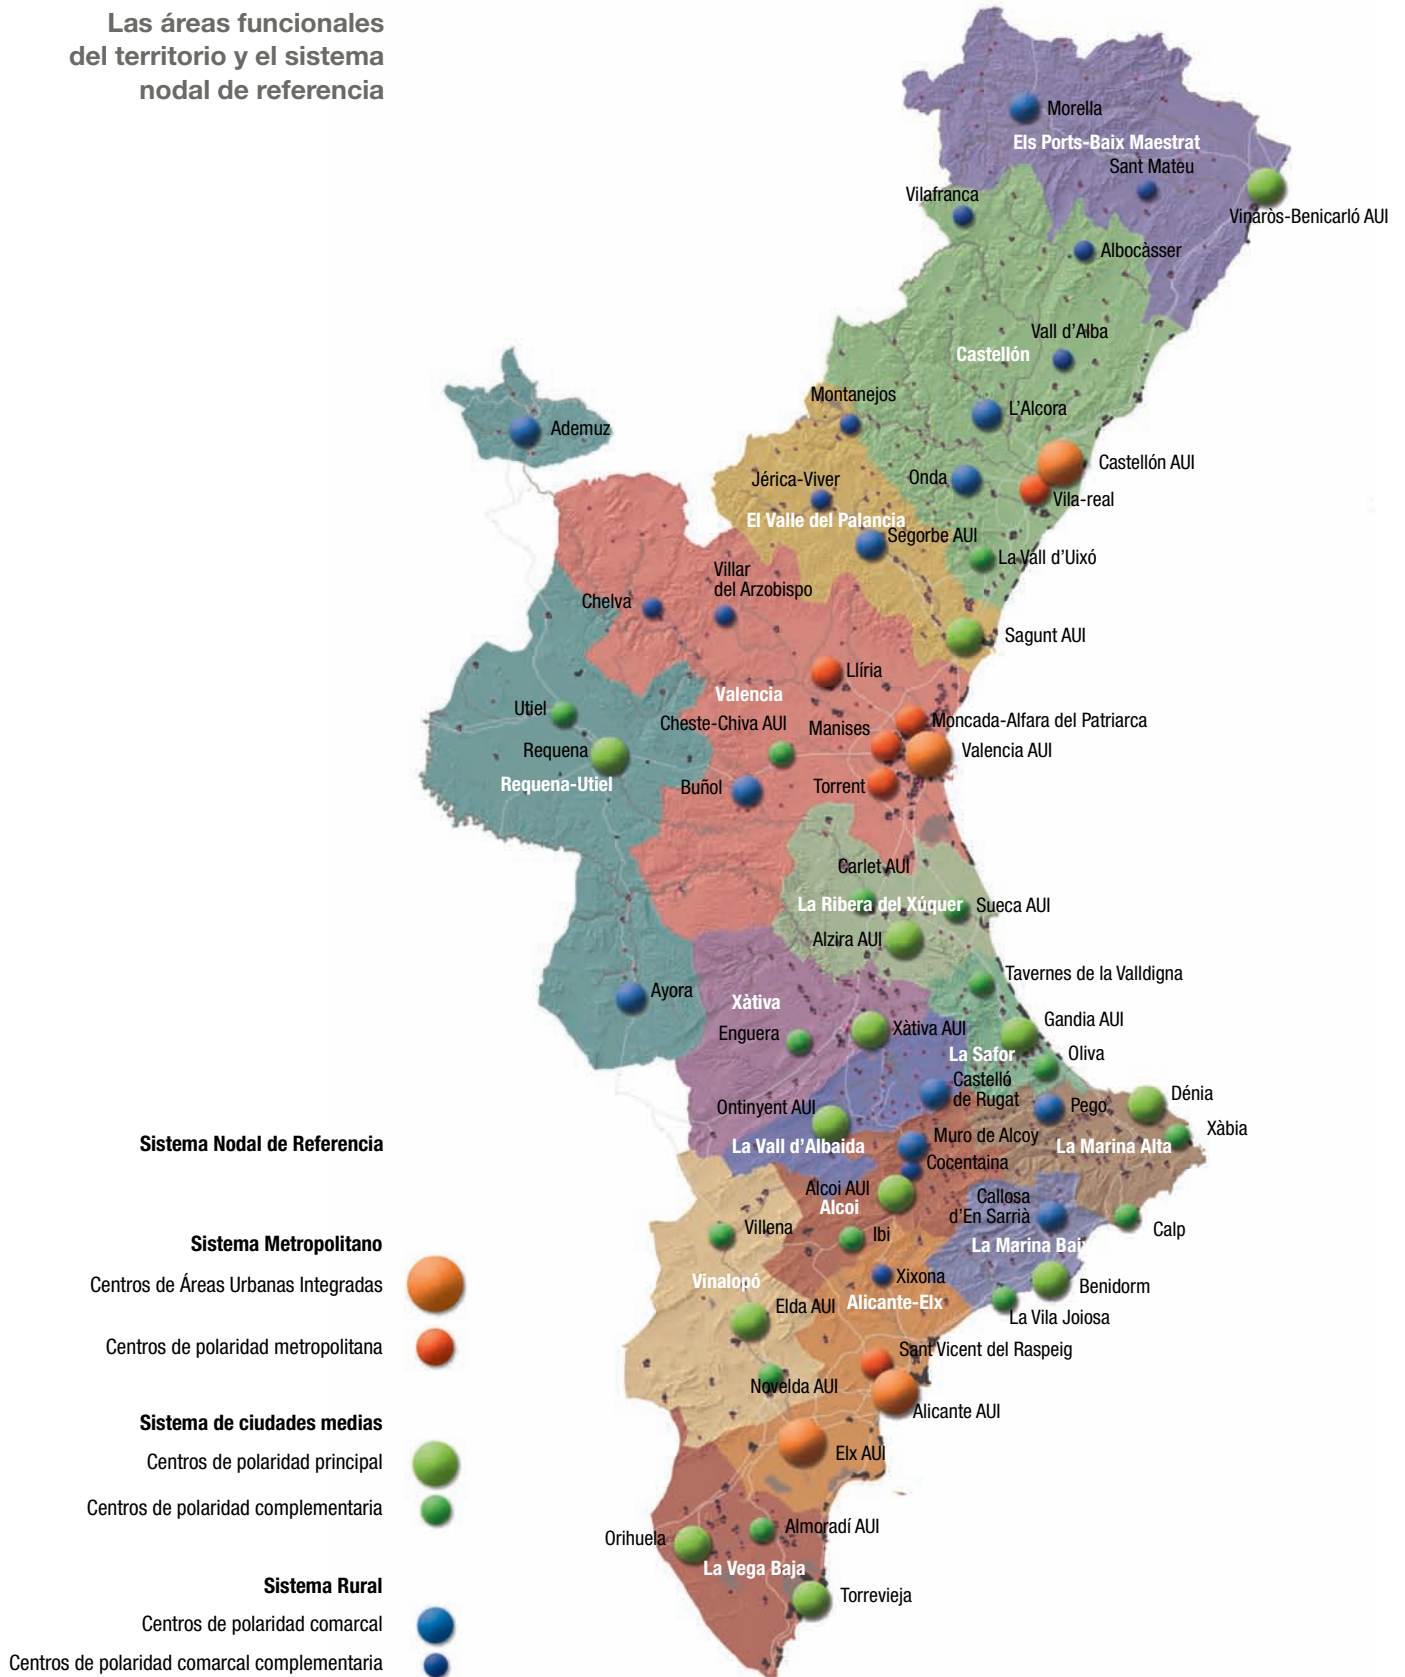 Las áreas funcionales
del territorio y el sistema
nodal de referencia
Morella
Els Ports-Baix Maestrat
Sant Mateu
Vilafranca
Vinaròs-Benicarló AUI
Albocàsser
Vall d'Alba
Castellón
Montanejos
L'Alcora
Ademuz
Castellón AUI
Onda
Jérica-Viver
Vila-real
El Valle del Palancia
Segorbe AUI
La Vall d'Uixó
Villar
del Arzobispo
Chelva
Sagunt AUI
Llíria
Valencia
Utiel
Cheste-Chiva AUI
Manises
Moncada-Alfara del Patriarca
Requena
Valencia AUI
Requena-Utiel
Buñol
Torrent
Carlet AUI
La Ribera del Xúquer
Sueca AUI
Alzira AUI
Tavernes de la Valldigna
Ayora
Xàtiva
Gandia AUI
Enguera
Xàtiva AUI
La Safor
Oliva
Castelló
de Rugat
Dénia
Ontinyent AUI
Pego
Xàbia
Sistema Nodal de Referencia
La Vall d'Albaida
Muro de Alcoy
La Marina Alta
Cocentaina
Alcoi AUI
Alcoi
Callosa
d'En Sarrià
Villena
Ibi
Calp
Sistema Metropolitano
La Marina Bai
Centros de Áreas Urbanas Integradas
Vinalopó
Xixona
Benidorm
Elda AUI
Alicante-Elx
La Vila Joiosa
Centros de polaridad metropolitana
Sant Vicent del Raspeig
Novelda AUI
Alicante AUI
Sistema de ciudades medias
Elx AUI
Centros de polaridad principal
Centros de polaridad complementaria
Almoradí AUI
Orihuela
La Vega Baja
Sistema Rural
Torrevieja
Centros de polaridad comarcal
Centros de polaridad comarcal complementaria